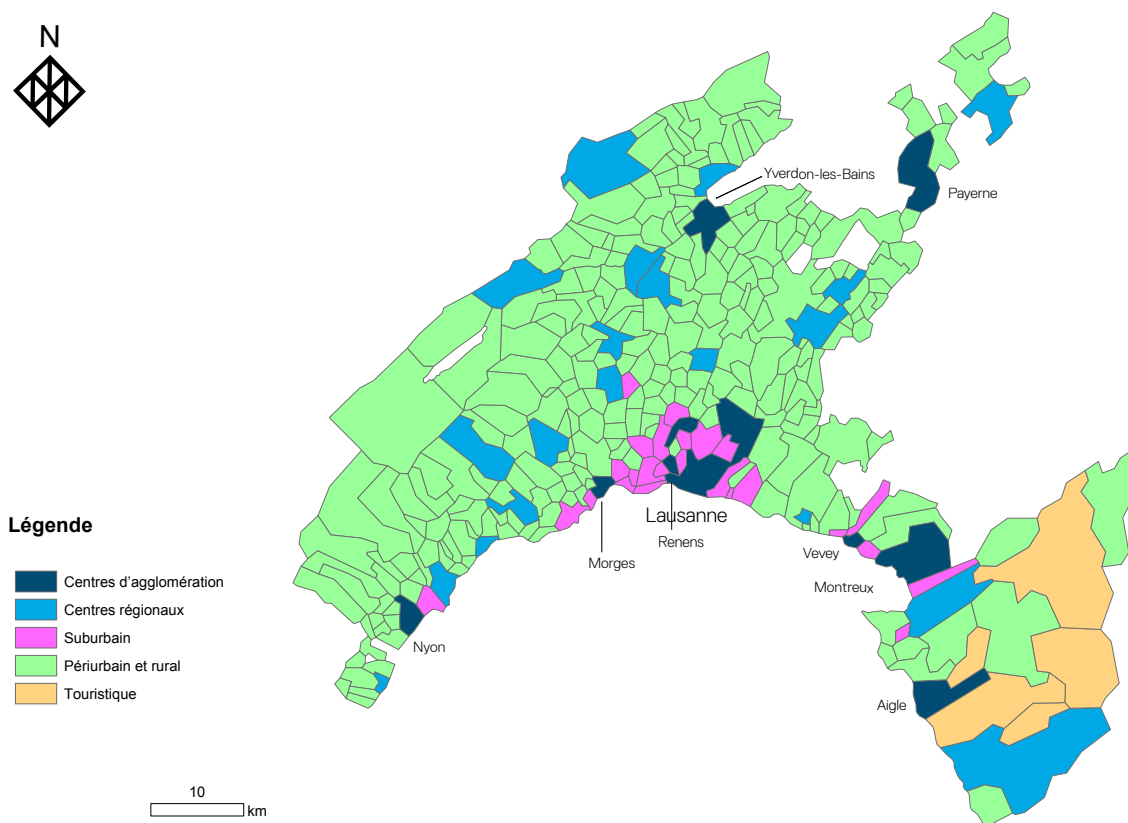 N
Yverdon-les-Bains
Payerne
Lausanne
Renens
Morges
Vevey
Montreux
Nyon
Aigle
Légende
Centres d'agglomération
Centres régionaux
Suburbain
Périurbain et rural
Touristique
10
km